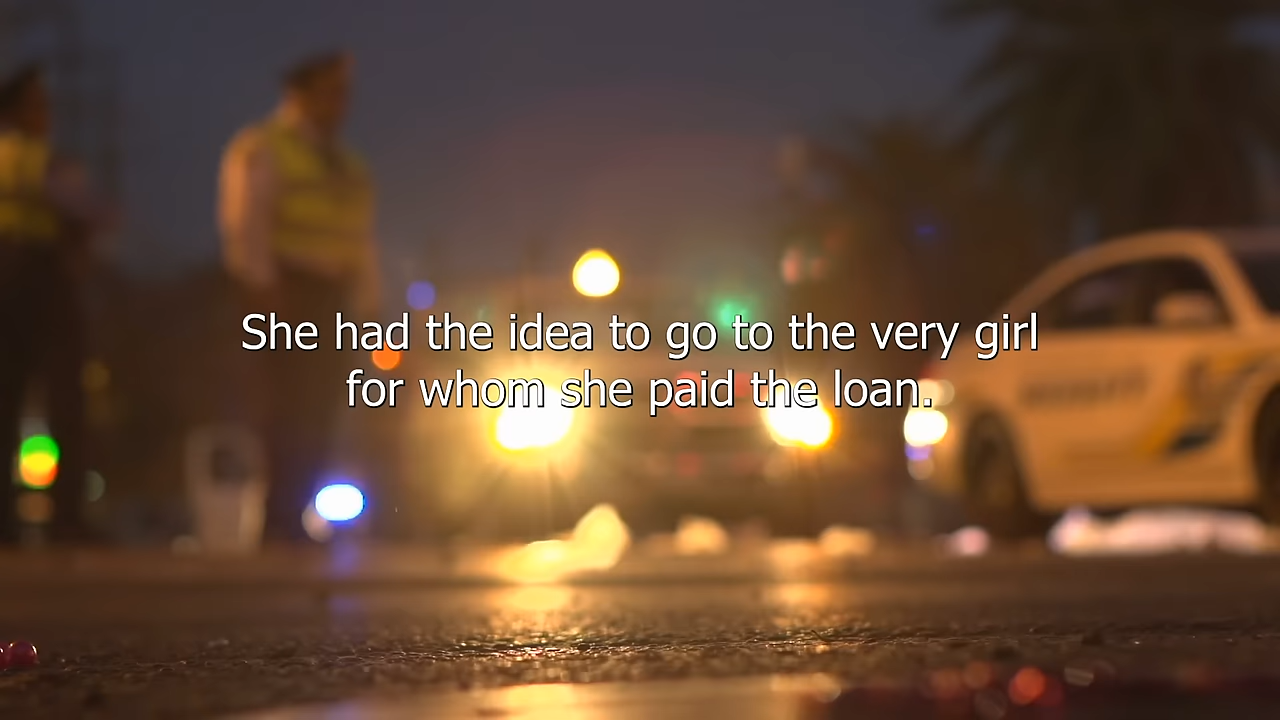 She had the idea to go to the very girl
for whom she paid the loan.